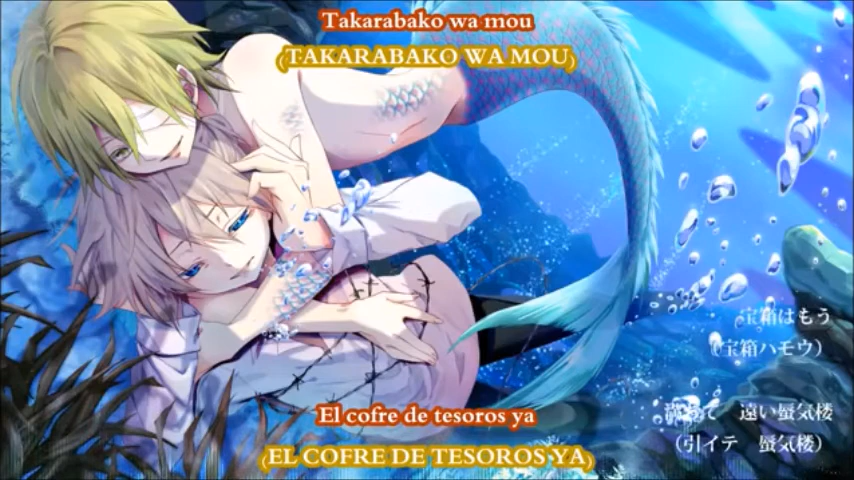 Takarabako wa mou
(TAKARABAKO WA MOU)
宝箱はもう
(宝箱ハモウ)
遠い蜃気楼
(引イテ 蜃気楼)
El cofre de tesoros ya
(EL COFRE DE TESOROS YA)